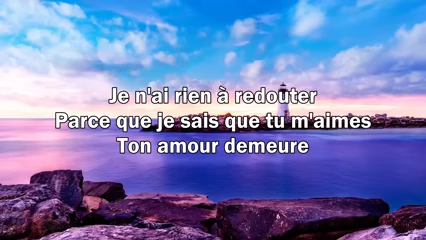 Je n'ai rien à redouter
Parce que je sais que tu m'aimes
Ton amour demeure